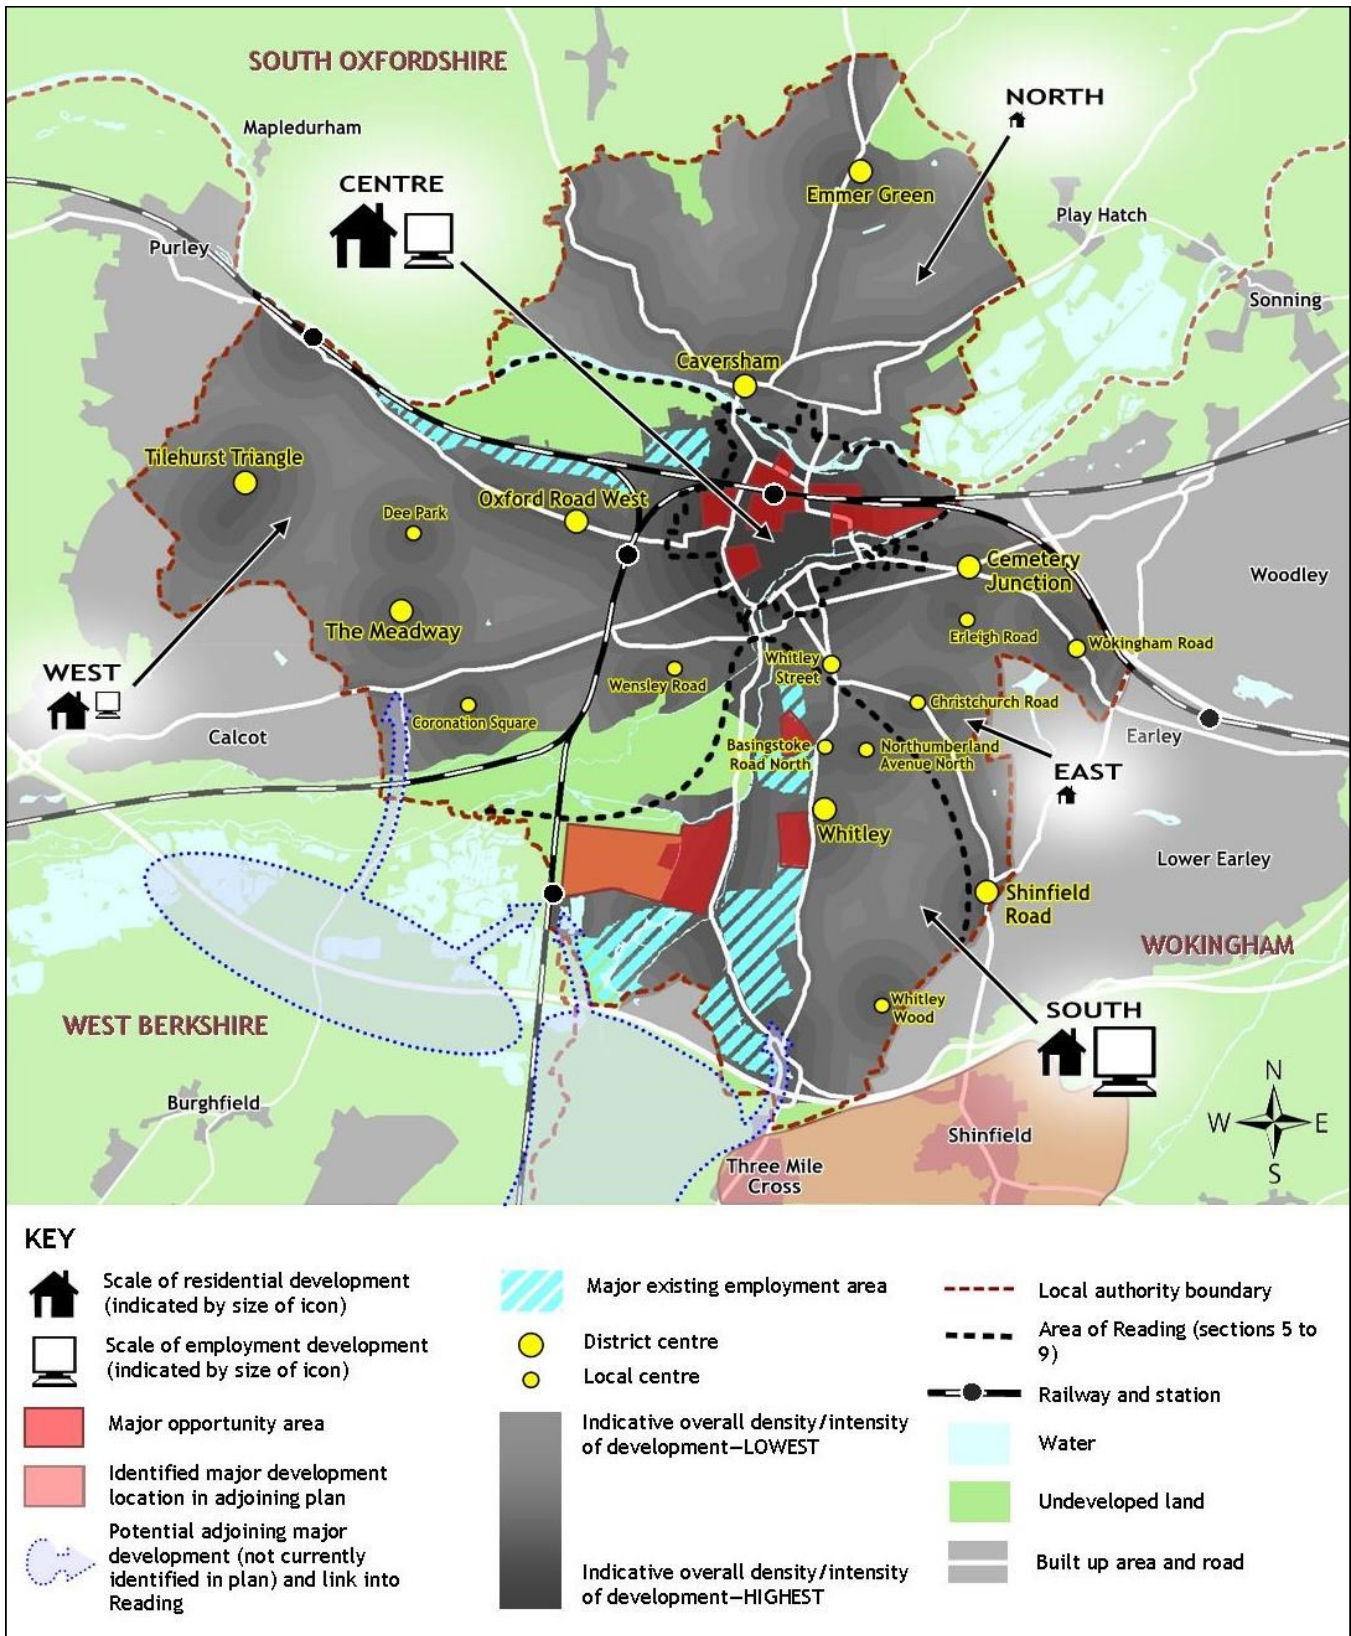 SOUTH OXFORDSHIRE
NORTH
Mapledurham
CENTRE
Emmer Green
Play Hatch
Purley
Sonning
Caversham
Tilehurst Triangle
Oxford Road West
Dee Park
Cemetery
Junction
Woodley
The Meadway
Erleigh Road
Wokingham Road
WEST
Whitley
Street
Wensley Road
Christchurch Road
Coronation Square
Calcot
Earley
Basingstoke
Road North
Northumberland
Avenue North
EAST
Whitley
Lower Earley
Shinfield
Road
WOKINGHAM
WEST BERKSHIRE
Whitley
Wood
SOUTH
N
W
E
S
Burghfield
Shinfield
Three Mile
Cross
KEY
Scale of residential development
(indicated by size of icon)
Scale of employment development
(indicated by size of icon)
Major opportunity area
Identified major development
location in adjoining plan
Potential adjoining major
development (not currently
identified in plan) and link into
Reading
Major existing employment area
District centre
Local centre
Indicative overall density/intensity
of development—LOWEST
Indicative overall density/intensity
of development—HIGHEST
Local authority boundary
Area of Reading (sections 5 to
9)
Railway and station
Water
Undeveloped land
Built up area and road